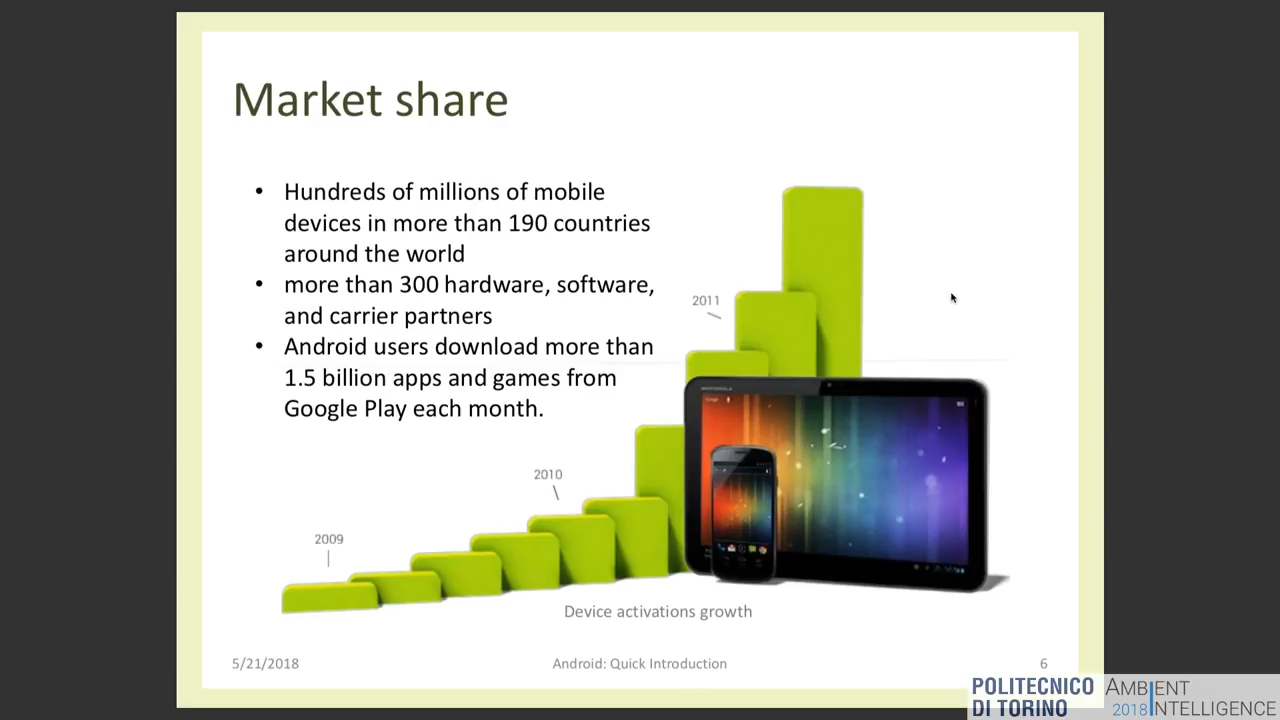 Market share
• Hundreds of millions of mobile
devices in more than 190 countries
around the world
• more than 300 hardware, software,
and carrier partners
• Android users download more than
1.5 billion apps and games from
Google Play each month.
2011
2010
2009
MOTOROLA
Google
Device activations growth
5/21/2018
Android: Quick Introduction
6
POLITECNICO
DI TORINO
AMBIENT
2018 INTELLIGENCE